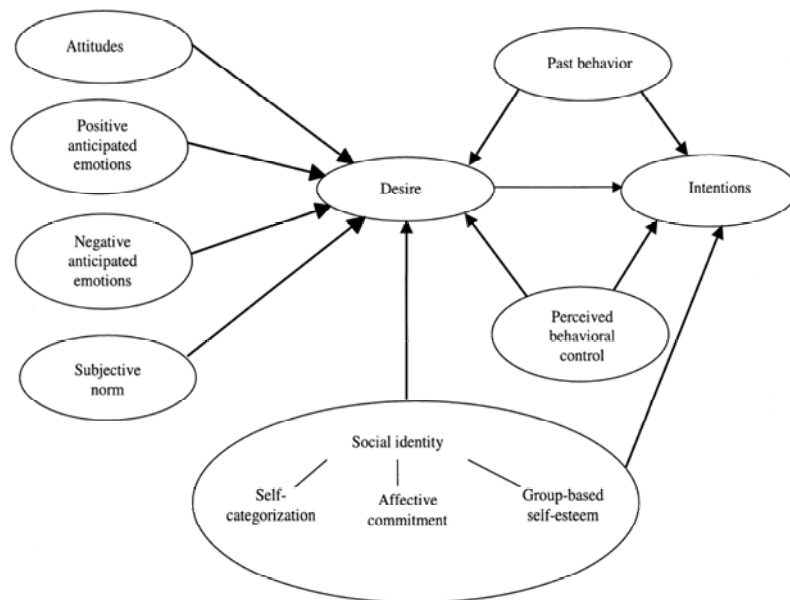 Attitudes
Past behavior
Positive
anticipated
emotions
Desire
Intentions
Negative
anticipated
emotions
Perceived
behavioral
control
Subjective
norm
Social identity
Self-
categorization
Affective
commitment
Group-based
self-esteem